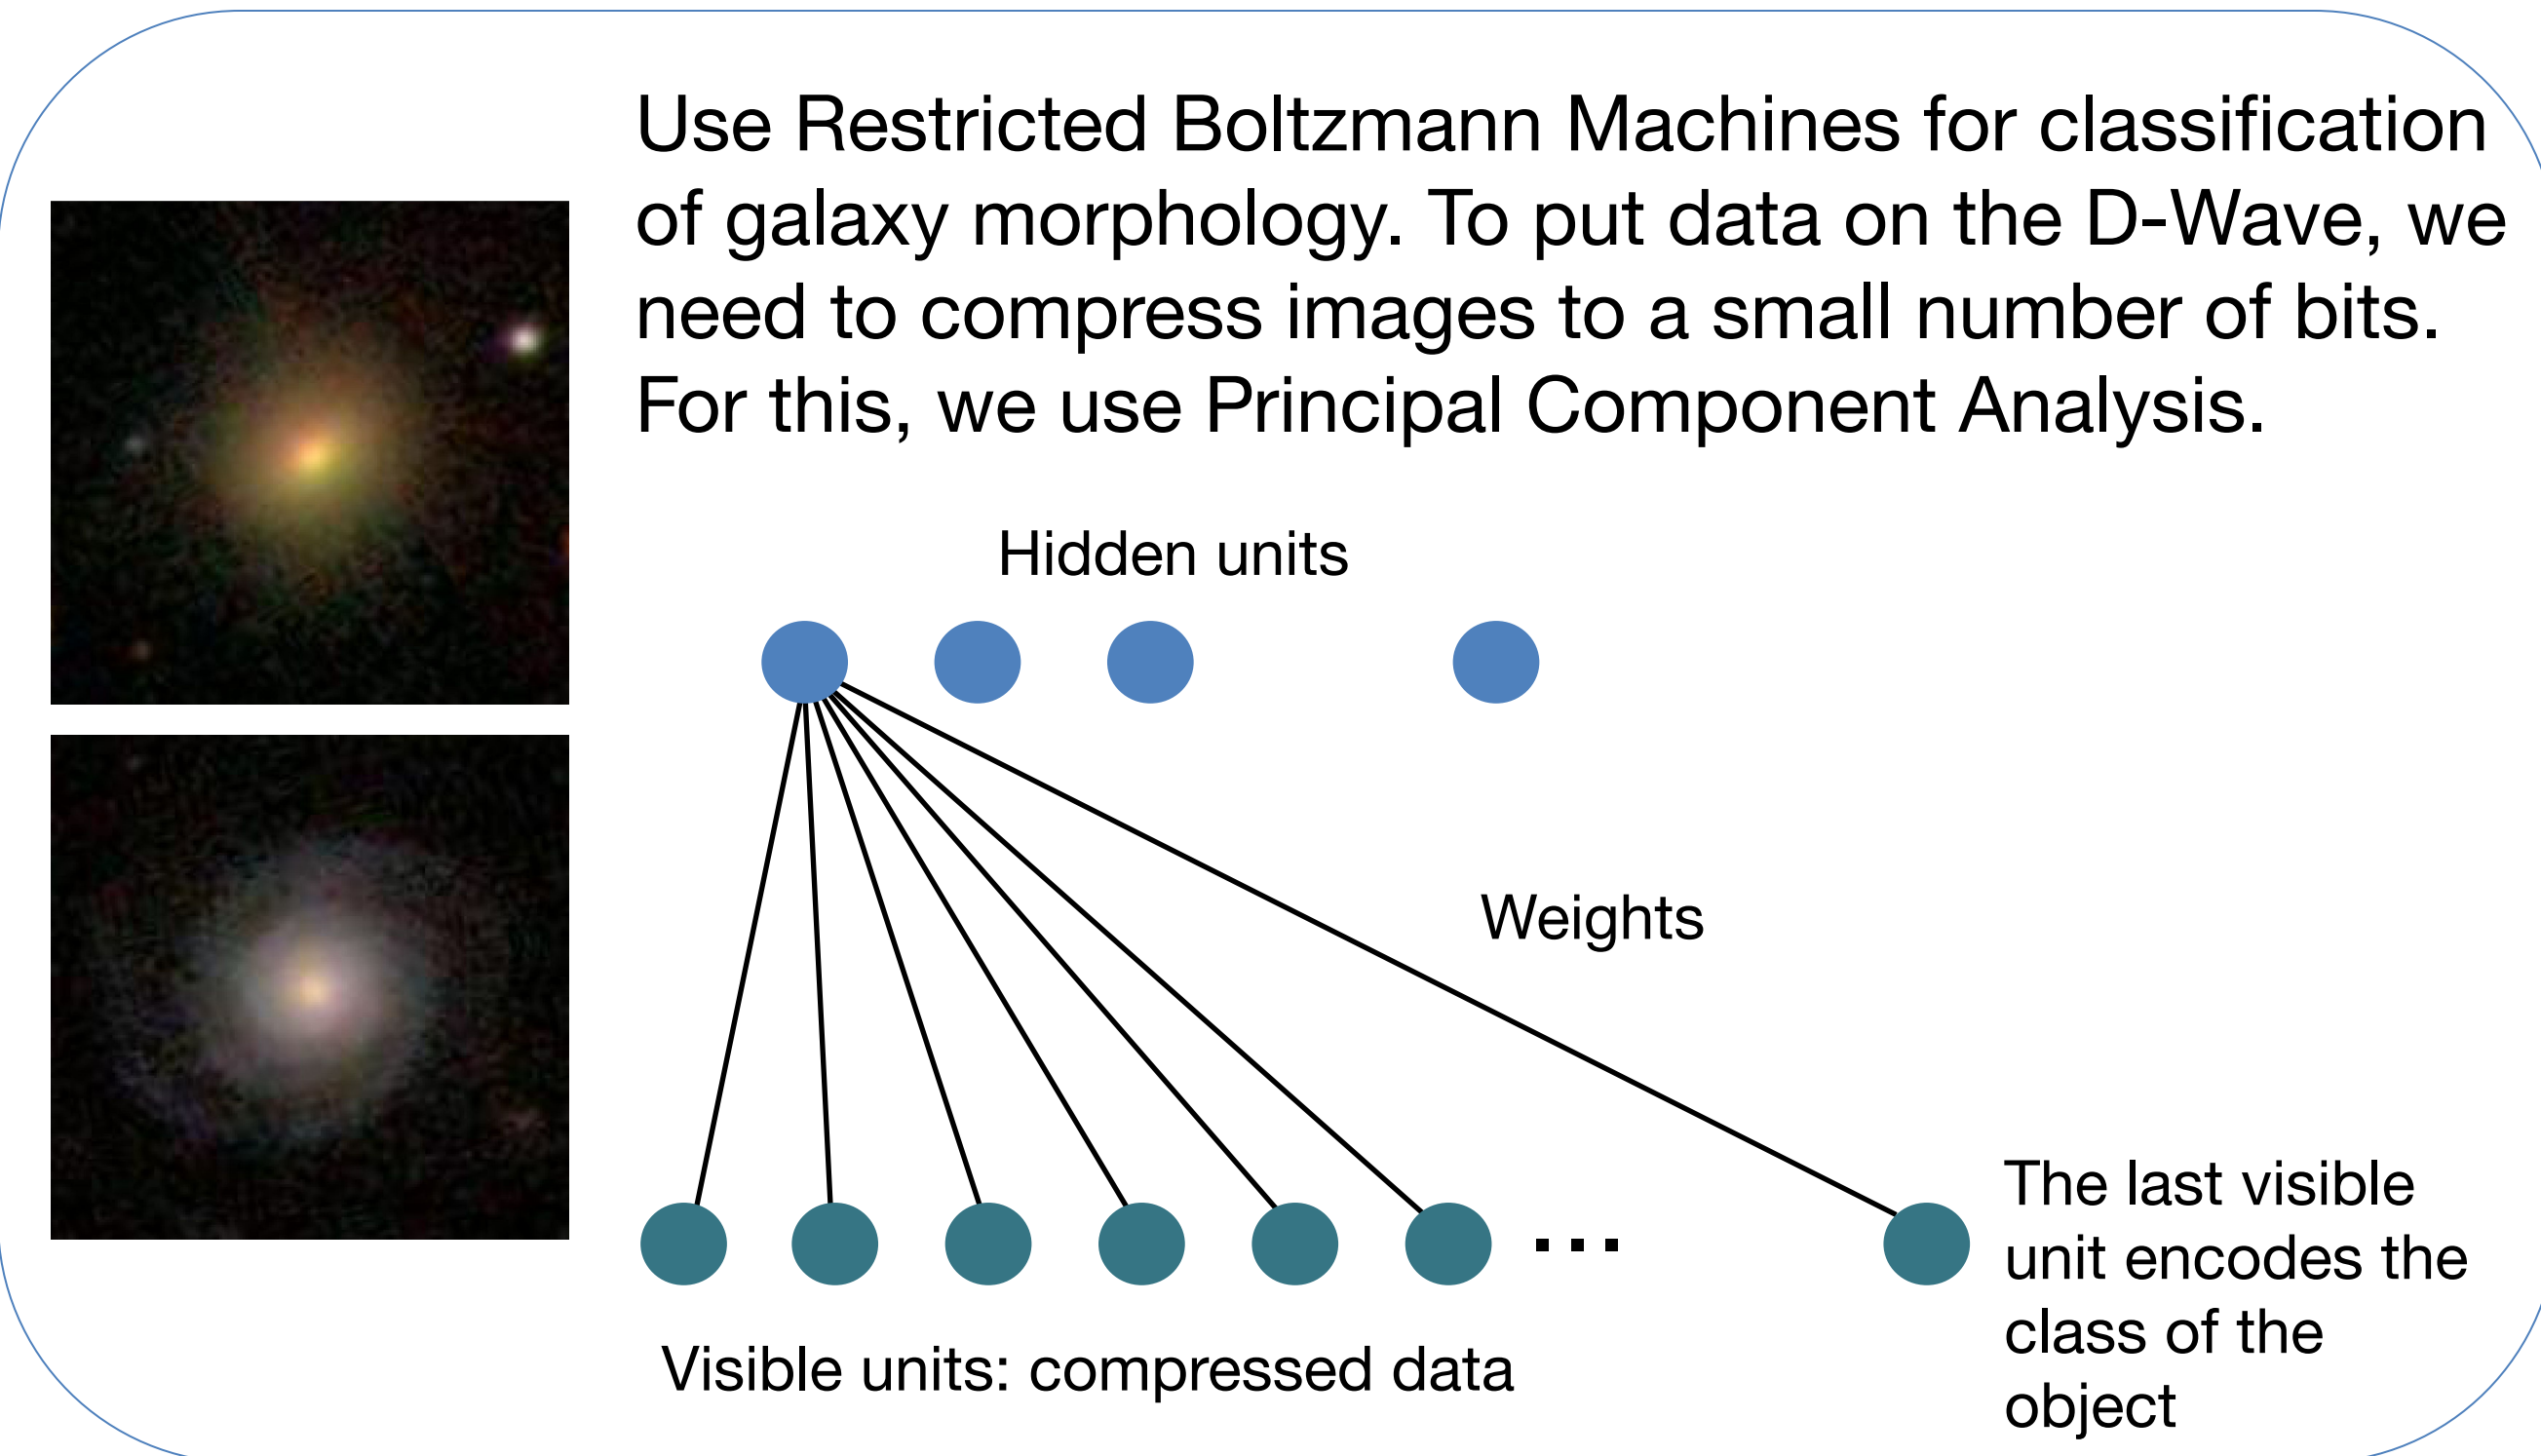 Use Restricted Boltzmann Machines for classification
of galaxy morphology. To put data on the D-Wave, we
need to compress images to a small number of bits.
For this, we use Principal Component Analysis.
Hidden units
Weights
...
The last visible
unit encodes the
class of the
object
Visible units: compressed data